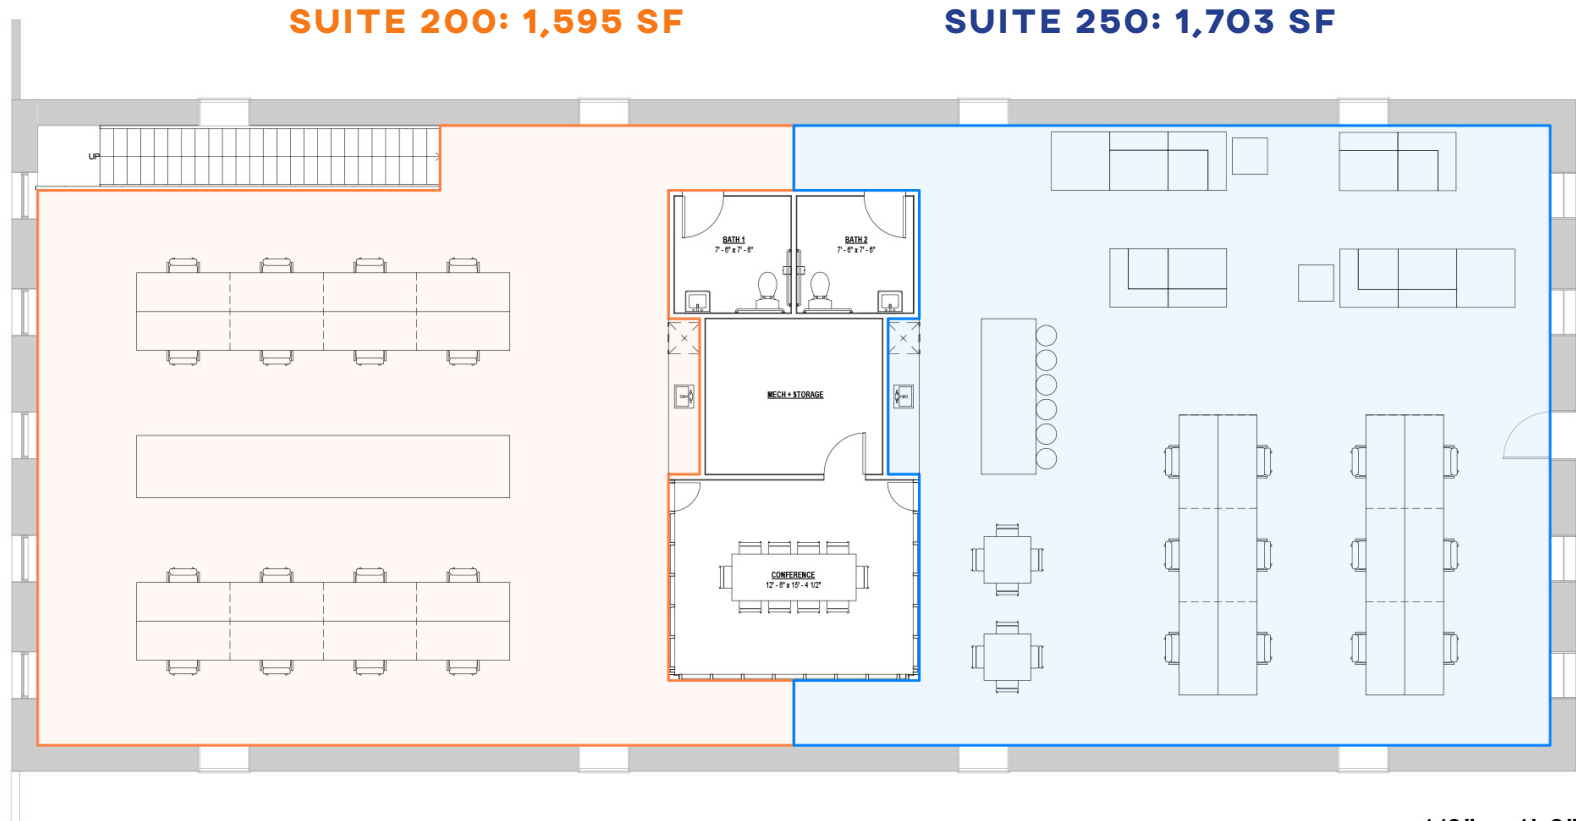 SUITE 200: 1,595 SF
SUITE 250: 1,703 SF
UP
BATH 1
7' - 6" x 7' - 6"
BATH 2
7' - 6" x 7' - 6"
MECH + STORAGE
CONFERENCE
12' - 6" x 15' - 4 1/2"